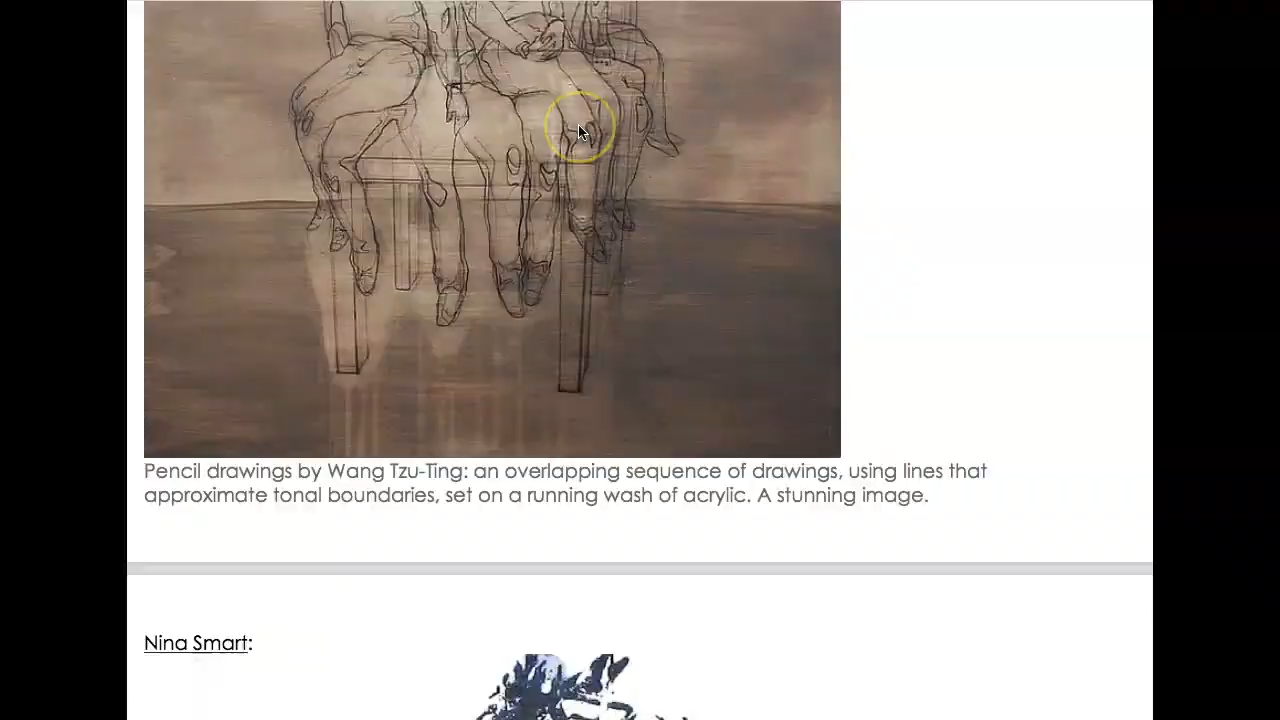 Pencil drawings by Wang Tzu-Ting: an overlapping sequence of drawings, using lines that
approximate tonal boundaries, set on a running wash of acrylic. A stunning image.
Nina Smart: